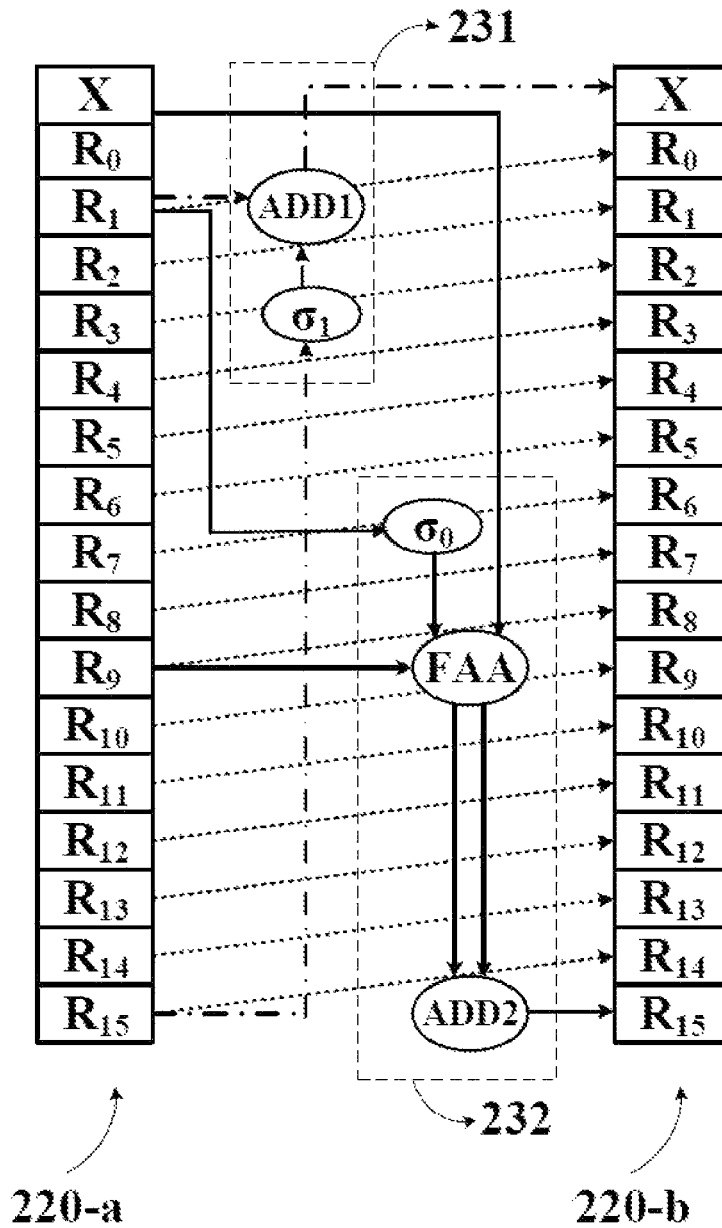 231
X
R₀
R₁
R₂
R₃
R₄
R₅
R₆
R₇
R₈
R₉
R₁₀
R₁₁
R₁₂
R₁₃
R₁₄
R₁₅
ADD1
σ₁
σ₀
FAA
ADD2
X
R₀
R₁
R₂
R₃
R₄
R₅
R₆
R₇
R₈
R₉
R₁₀
R₁₁
R₁₂
R₁₃
R₁₄
R₁₅
232
220-a
220-b